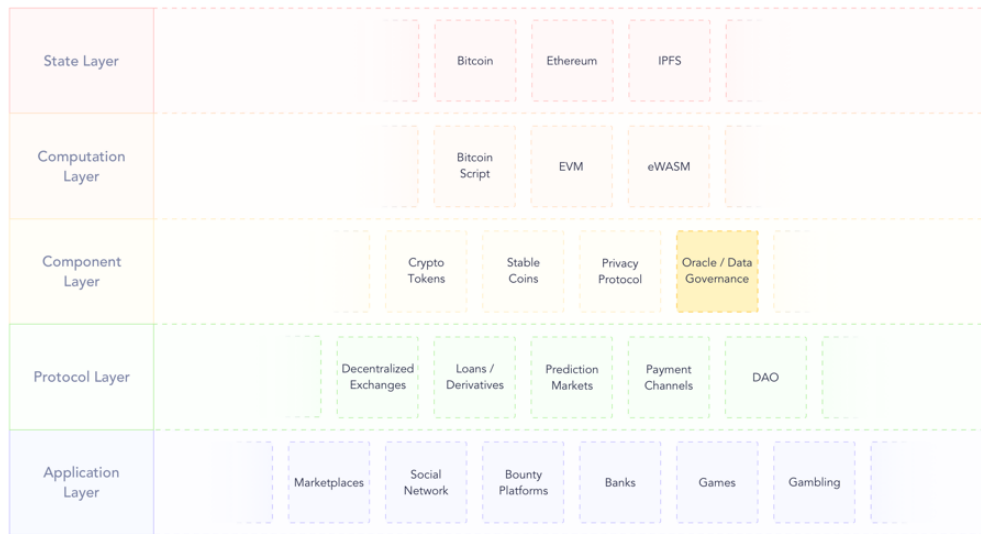 State Layer
Bitcoin
Ethereum
IPFS
Computation
Layer
Bitcoin
Script
EVM
eWASM
Component
Layer
Crypto
Tokens
Stable
Coins
Privacy
Protocol
Oracle / Data
Governance
Protocol Layer
Decentralized
Exchanges
Loans /
Derivatives
Prediction
Markets
Payment
Channels
DAO
Application
Layer
Marketplaces
Social
Network
Bounty
Platforms
Banks
Games
Gambling